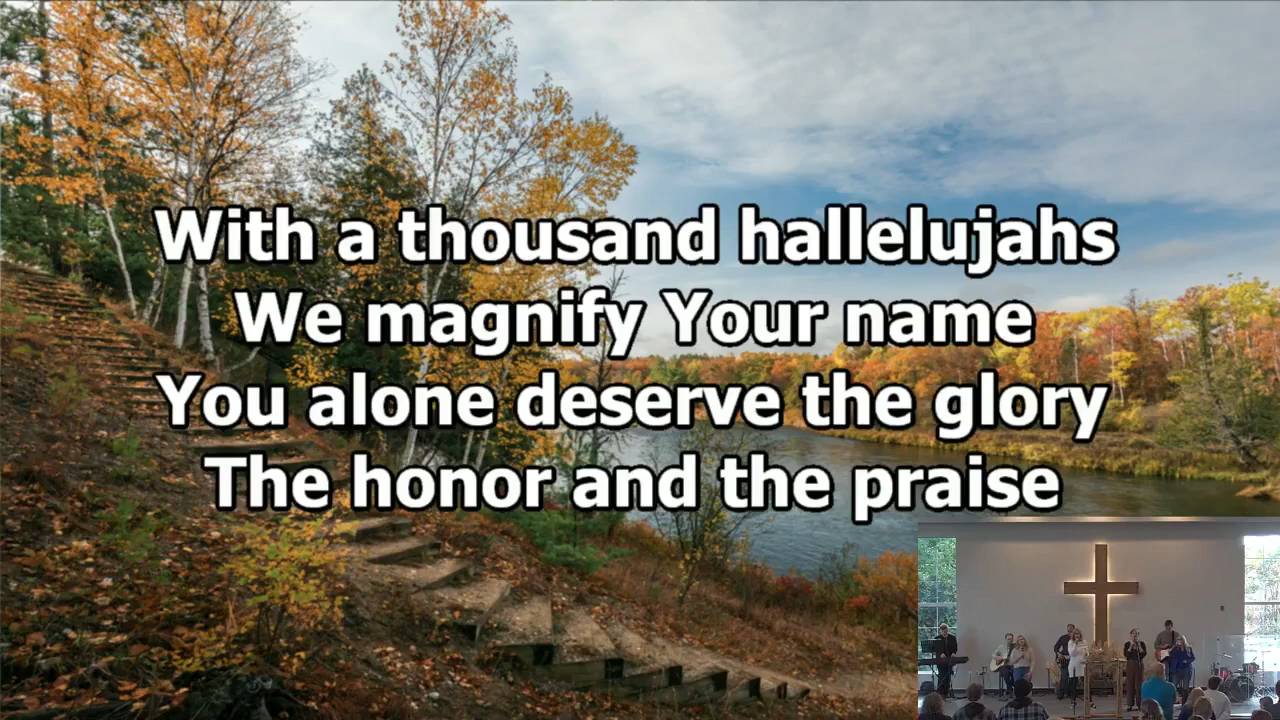 With a thousand hallelujahs
We magnify Your name
You alone deserve the glory
The honor and the praise